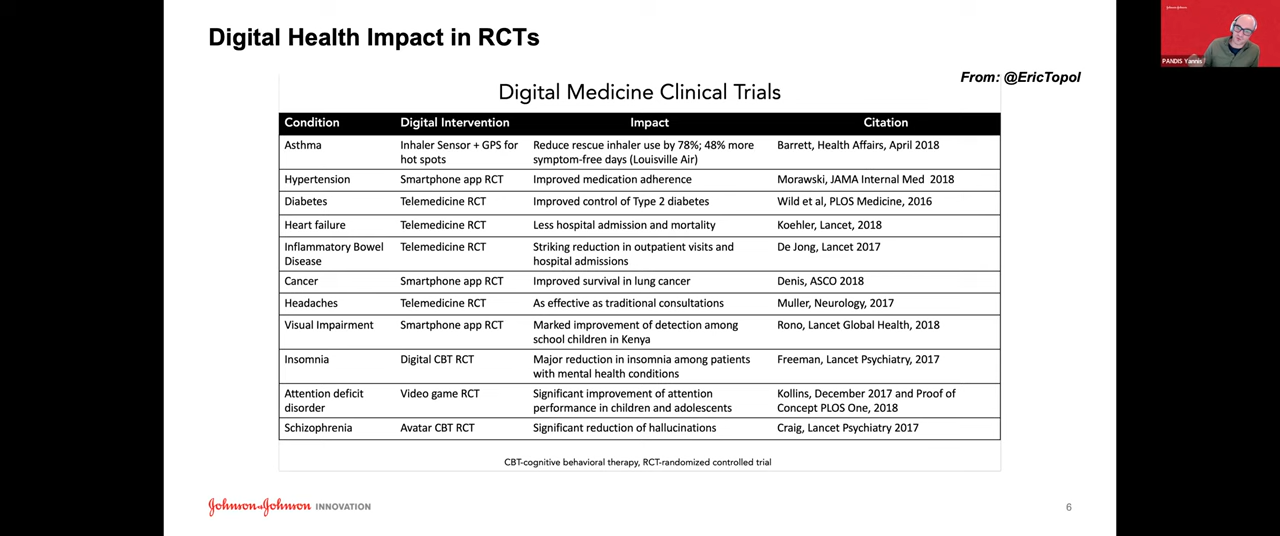 Digital Health Impact in RCTs
From: @EricTopol
Digital Medicine Clinical Trials
Condition Digital Intervention Impact Citation
Asthma Inhaler Sensor + GPS for hot spots Reduce rescue inhaler use by 78%; 48% more symptom-free days (Louisville Air) Barrett, Health Affairs, April 2018
Hypertension Smartphone app RCT Improved medication adherence Morawski, JAMA Internal Med 2018
Diabetes Telemedicine RCT Improved control of Type 2 diabetes Wild et al, PLOS Medicine, 2016
Heart failure Telemedicine RCT Less hospital admission and mortality Koehler, Lancet, 2018
Inflammatory Bowel Disease Telemedicine RCT Striking reduction in outpatient visits and hospital admissions De Jong, Lancet 2017
Cancer Smartphone app RCT Improved survival in lung cancer Denis, ASCO 2018
Headaches Telemedicine RCT As effective as traditional consultations Muller, Neurology, 2017
Visual Impairment Smartphone app RCT Marked improvement of detection among school children in Kenya Rono, Lancet Global Health, 2018
Insomnia Digital CBT RCT Major reduction in insomnia among patients with mental health conditions Freeman, Lancet Psychiatry, 2017
Attention deficit disorder Video game RCT Significant improvement of attention performance in children and adolescents Kollins, December 2017 and Proof of Concept PLOS One, 2018
Schizophrenia Avatar CBT RCT Significant reduction of hallucinations Craig, Lancet Psychiatry 2017
CBT-cognitive behavioral therapy, RCT-randomized controlled trial
Johnson & Johnson INNOVATION
6
PANDIS Yannis